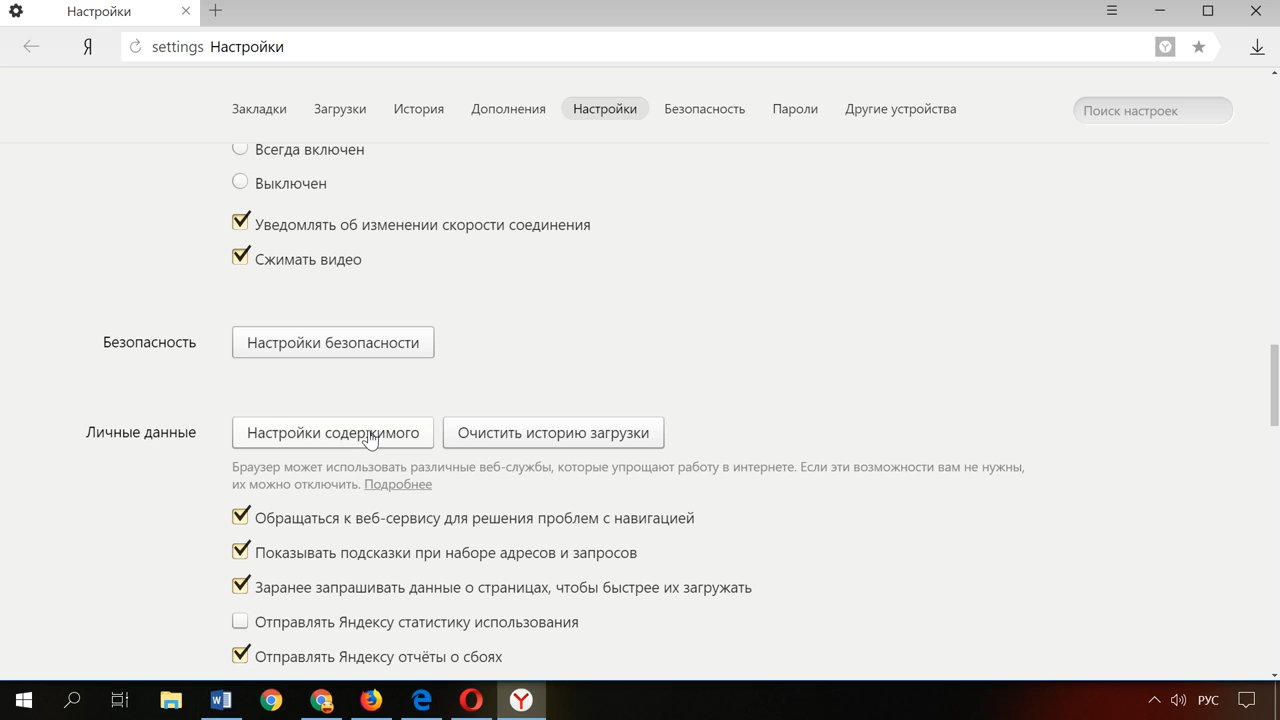 Настройки
Я
settings Настройки
Закладки Загрузки История Дополнения Настройки Безопасность Пароли Другие устройства Поиск настроек
Всегда включен
Выключен
Уведомлять об изменении скорости соединения
Сжимать видео
Безопасность Настройки безопасности
Личные данные Настройки содержимого Очистить историю загрузки
Браузер может использовать различные веб-службы, которые упрощают работу в интернете. Если эти возможности вам не нужны,
их можно отключить. Подробнее
Обращаться к веб-сервису для решения проблем с навигацией
Показывать подсказки при наборе адресов и запросов
Заранее запрашивать данные о страницах, чтобы быстрее их загружать
Отправлять Яндексу статистику использования
Отправлять Яндексу отчёты о сбоях
РУС